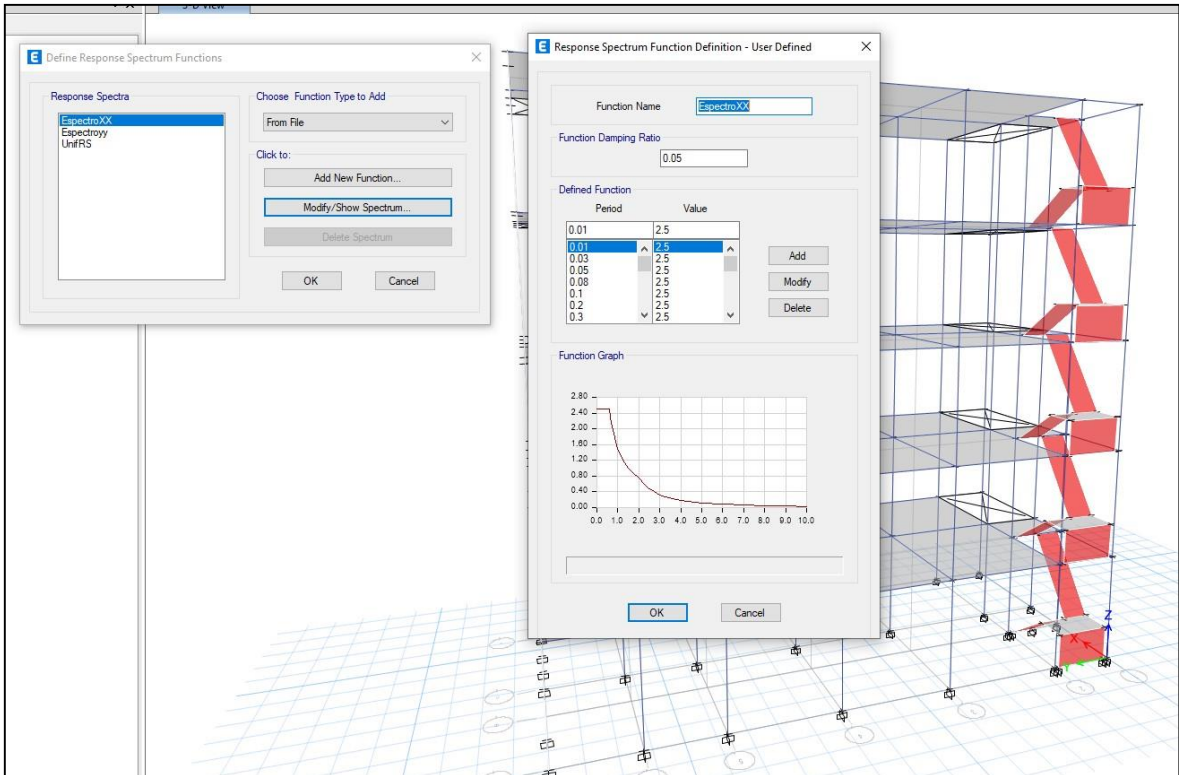 3-D View
Define Response Spectrum Functions
Response Spectra
EspectroXX
Espectroyy
UnifRS
Choose Function Type to Add
From File
Click to:
Add New Function...
Modify/Show Spectrum...
Delete Spectrum
OK
Cancel
Response Spectrum Function Definition - User Defined
Function Name
EspectroXX
Function Damping Ratio
0.05
Defined Function
Period Value
0.01 2.5
0.01 2.5
0.03 2.5
0.05 2.5
0.08 2.5
0.1 2.5
0.2 2.5
0.3 2.5
Add
Modify
Delete
Function Graph
2.80
2.40
2.00
1.60
1.20
0.80
0.40
0.00
0.0 1.0 2.0 3.0 4.0 5.0 6.0 7.0 8.0 9.0 10.0
OK
Cancel
Z
X